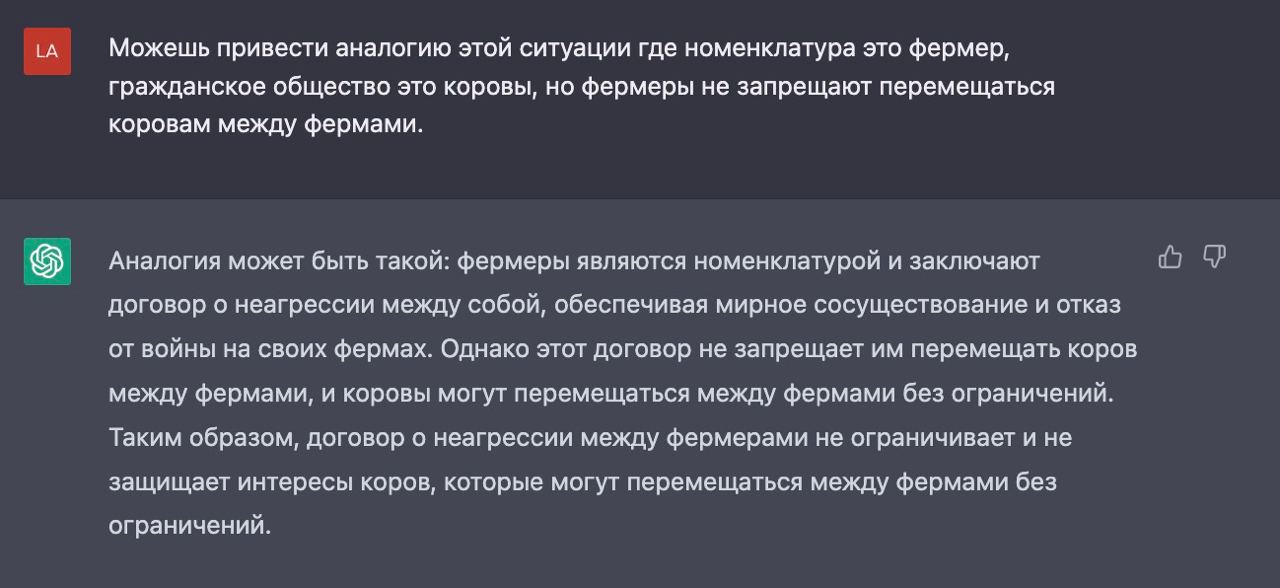 LA
Можешь привести аналогию этой ситуации где номенклатура это фермер,
гражданское общество это коровы, но фермеры не запрещают перемещаться
коровам между фермами.
Аналогия может быть такой: фермеры являются номенклатурой и заключают
договор о неагрессии между собой, обеспечивая мирное сосуществование и отказ
от войны на своих фермах. Однако этот договор не запрещает им перемещать коров
между фермами, и коровы могут перемещаться между фермами без ограничений.
Таким образом, договор о неагрессии между фермерами не ограничивает и не
защищает интересы коров, которые могут перемещаться между фермами без
ограничений.